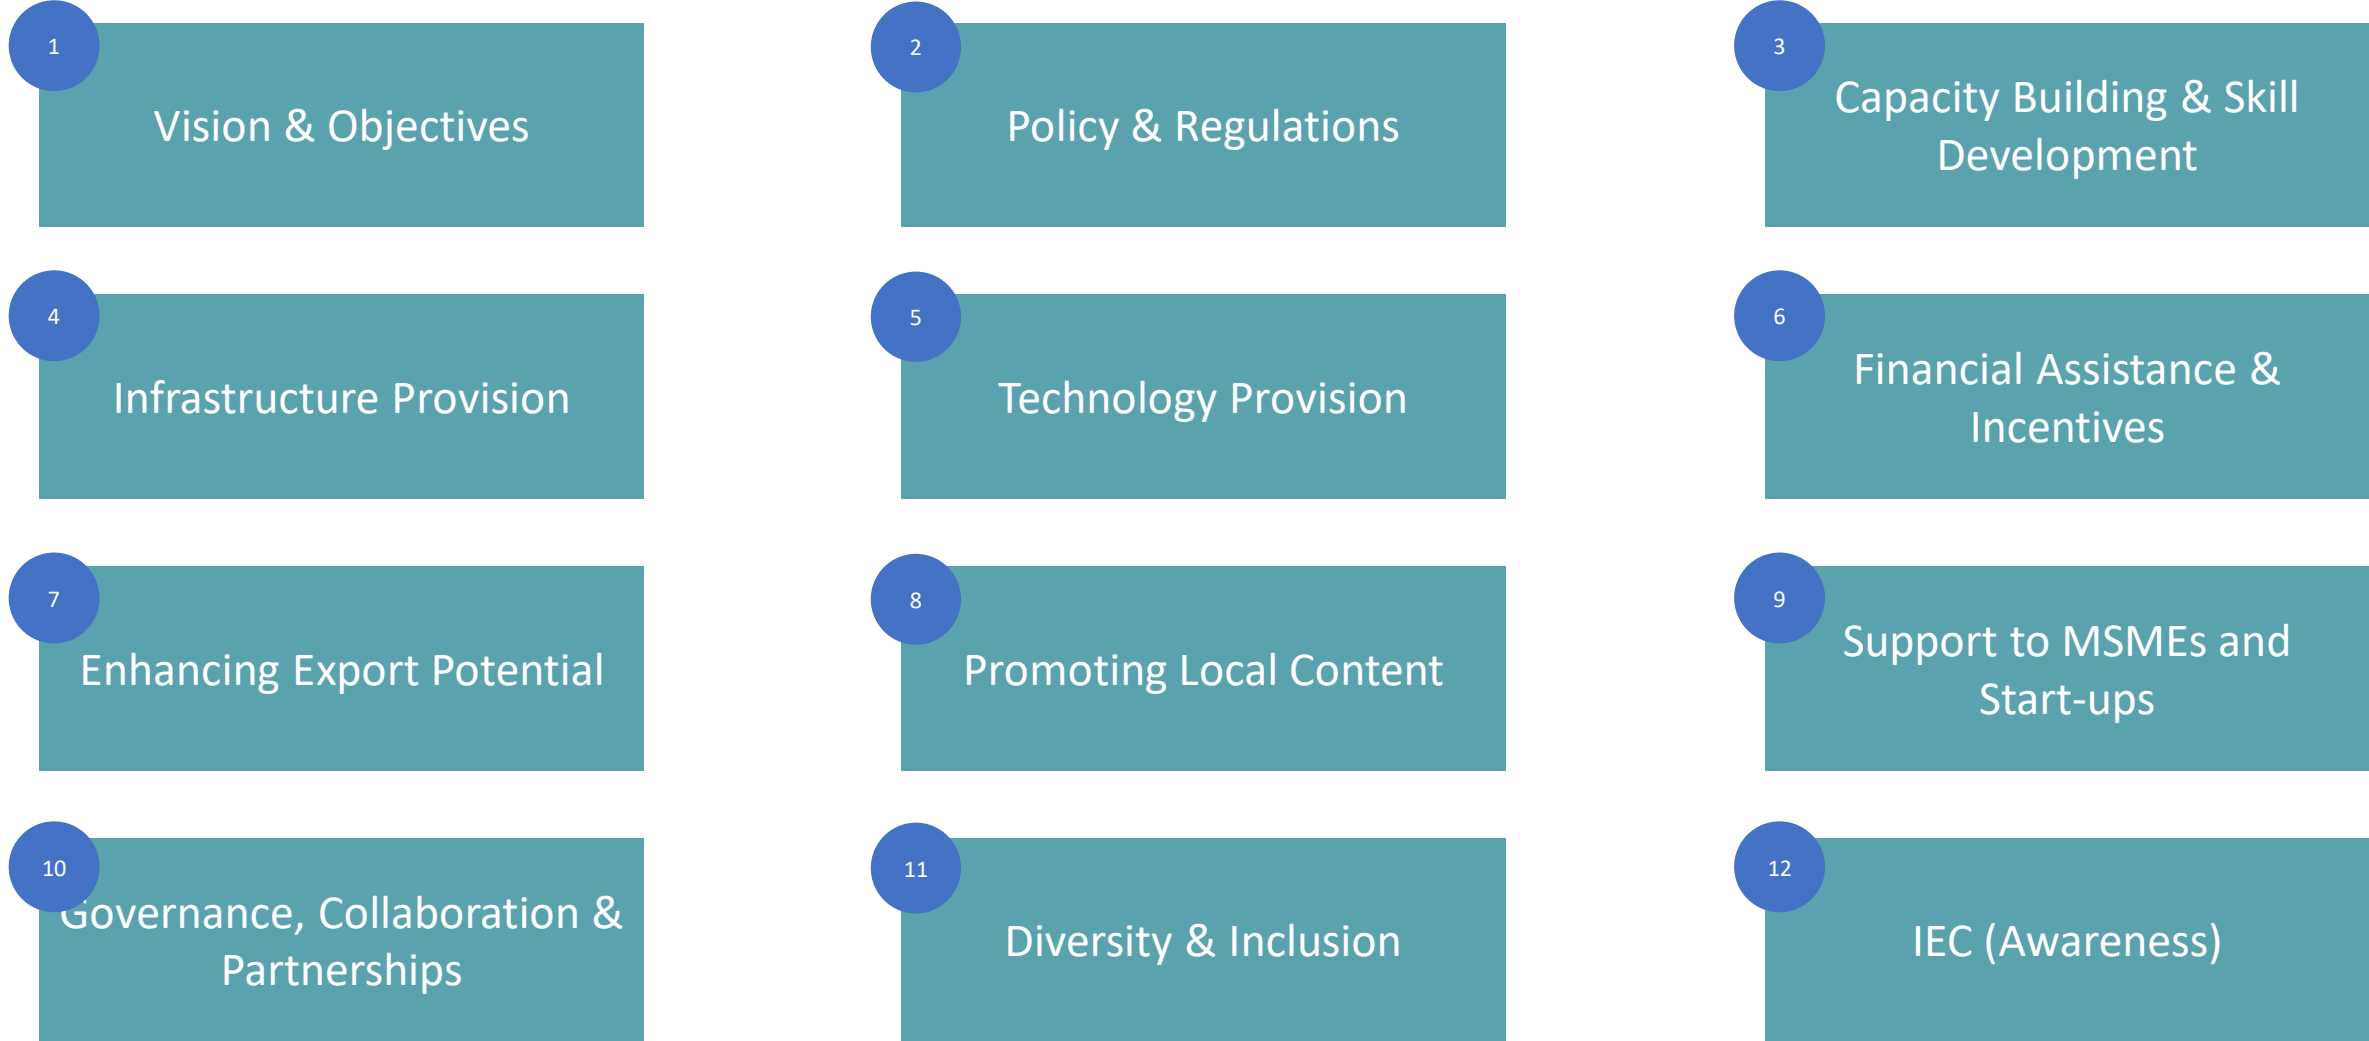 1
Vision & Objectives
2
Policy & Regulations
3
Capacity Building & Skill
Development
4
Infrastructure Provision
5
Technology Provision
6
Financial Assistance &
Incentives
7
Enhancing Export Potential
8
Promoting Local Content
9
Support to MSMEs and
Start-ups
10
Governance, Collaboration &
Partnerships
11
Diversity & Inclusion
12
IEC (Awareness)